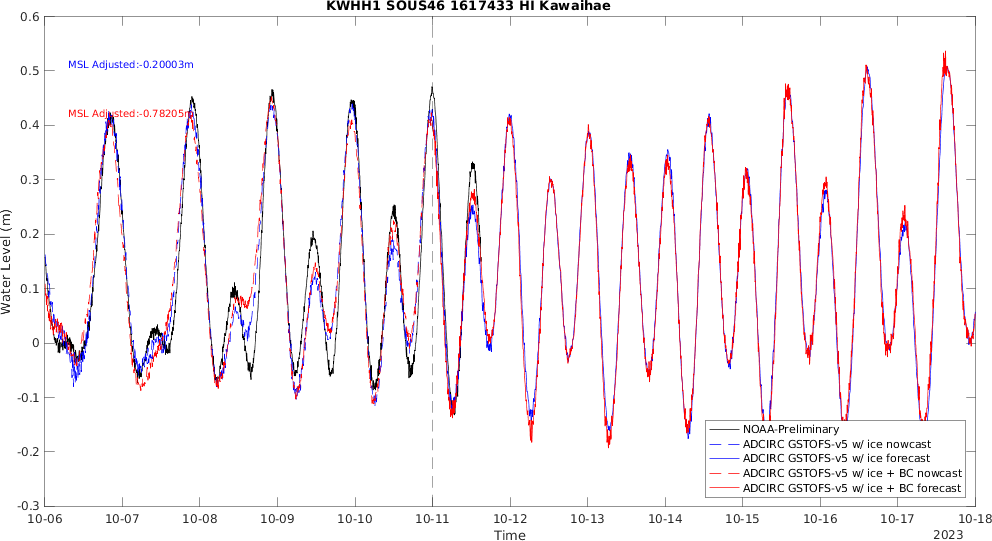 KWHH1 SOUS46 1617433 HI Kawaihae
0.6
0.5
0.4
0.3
0.2
0.1
0
-0.1
-0.2
-0.3
Water Level (m)
MSL Adjusted:-0.20003m
MSL Adjusted:-0.78205m
NOAA-Preliminary
ADCIRC GSTOFS-v5 w/ ice nowcast
ADCIRC GSTOFS-v5 w/ ice forecast
ADCIRC GSTOFS-v5 w/ ice + BC nowcast
ADCIRC GSTOFS-v5 w/ ice + BC forecast
10-06 10-07 10-08 10-09 10-10 10-11 10-12 10-13 10-14 10-15 10-16 10-17 10-18
Time
2023